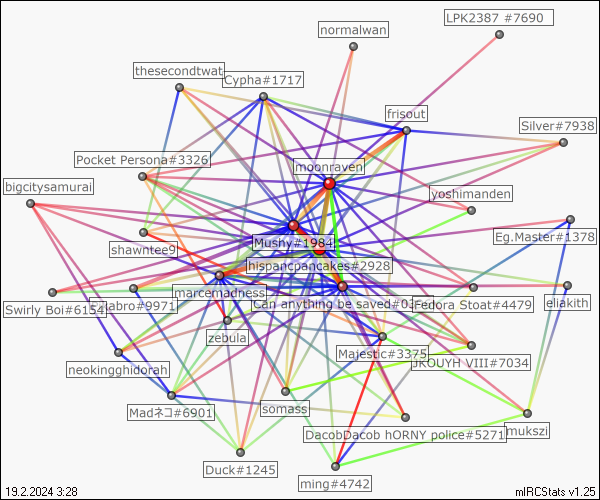 LPK2387 #7690
normalwan
thesecondtwat
Cypha#1717
frisout
Silver#7938
Pocket Persona#3326
moonraven
bigcitysamurai
yoshimanden
Eg.Master#1378
shawntee9
Mushy#1984
hispancpancakes#2928
marcemadness
Swirly Boi#6154
#9971
Can anything be saved#03
Fedora Stoat#4479
eliakith
zebula
Majestic#3375
neokingghidorah
JKOUYH VIII#7034
Madネコ#6901
somass
DacobDacob hORNY police#5271
mukszi
Duck#1245
ming#4742
19.2.2024 3:28
mIRCStats v1.25